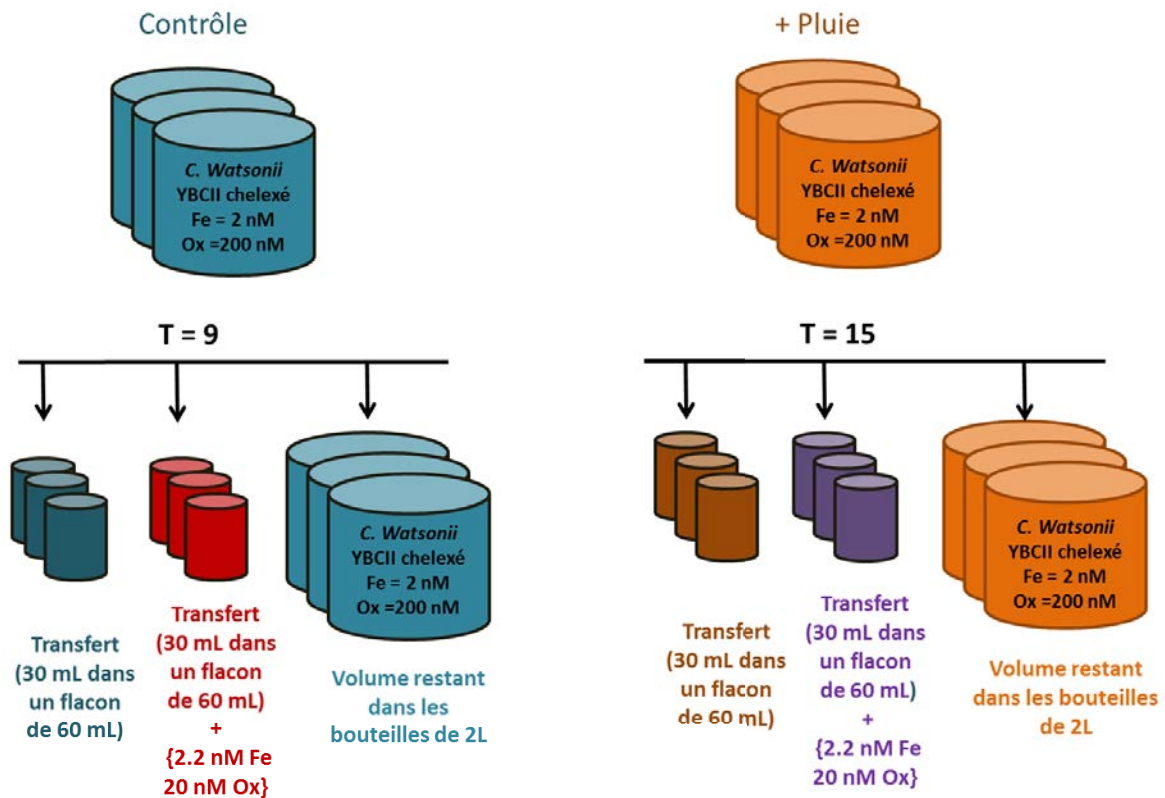 Contrôle
C. Watsonii
YBCII chelexé
Fe = 2 nM
Ox =200 nM
T = 9
Transfert
(30 mL dans
un flacon
de 60 mL)
Transfert
(30 mL dans
un flacon
de 60 mL)
+
{2.2 nM Fe
20 nM Ox}
C. Watsonii
YBCII chelexé
Fe = 2 nM
Ox =200 nM
Volume restant
dans les
bouteilles de 2L
+ Pluie
C. Watsonii
YBCII chelexé
Fe = 2 nM
Ox =200 nM
T = 15
Transfert
(30 mL dans
un flacon
de 60 mL)
Transfert
(30 mL dans
un flacon
de 60 mL)
+
{2.2 nM Fe
20 nM Ox}
C. Watsonii
YBCII chelexé
Fe = 2 nM
Ox =200 nM
Volume restant
dans les bouteilles
de 2L